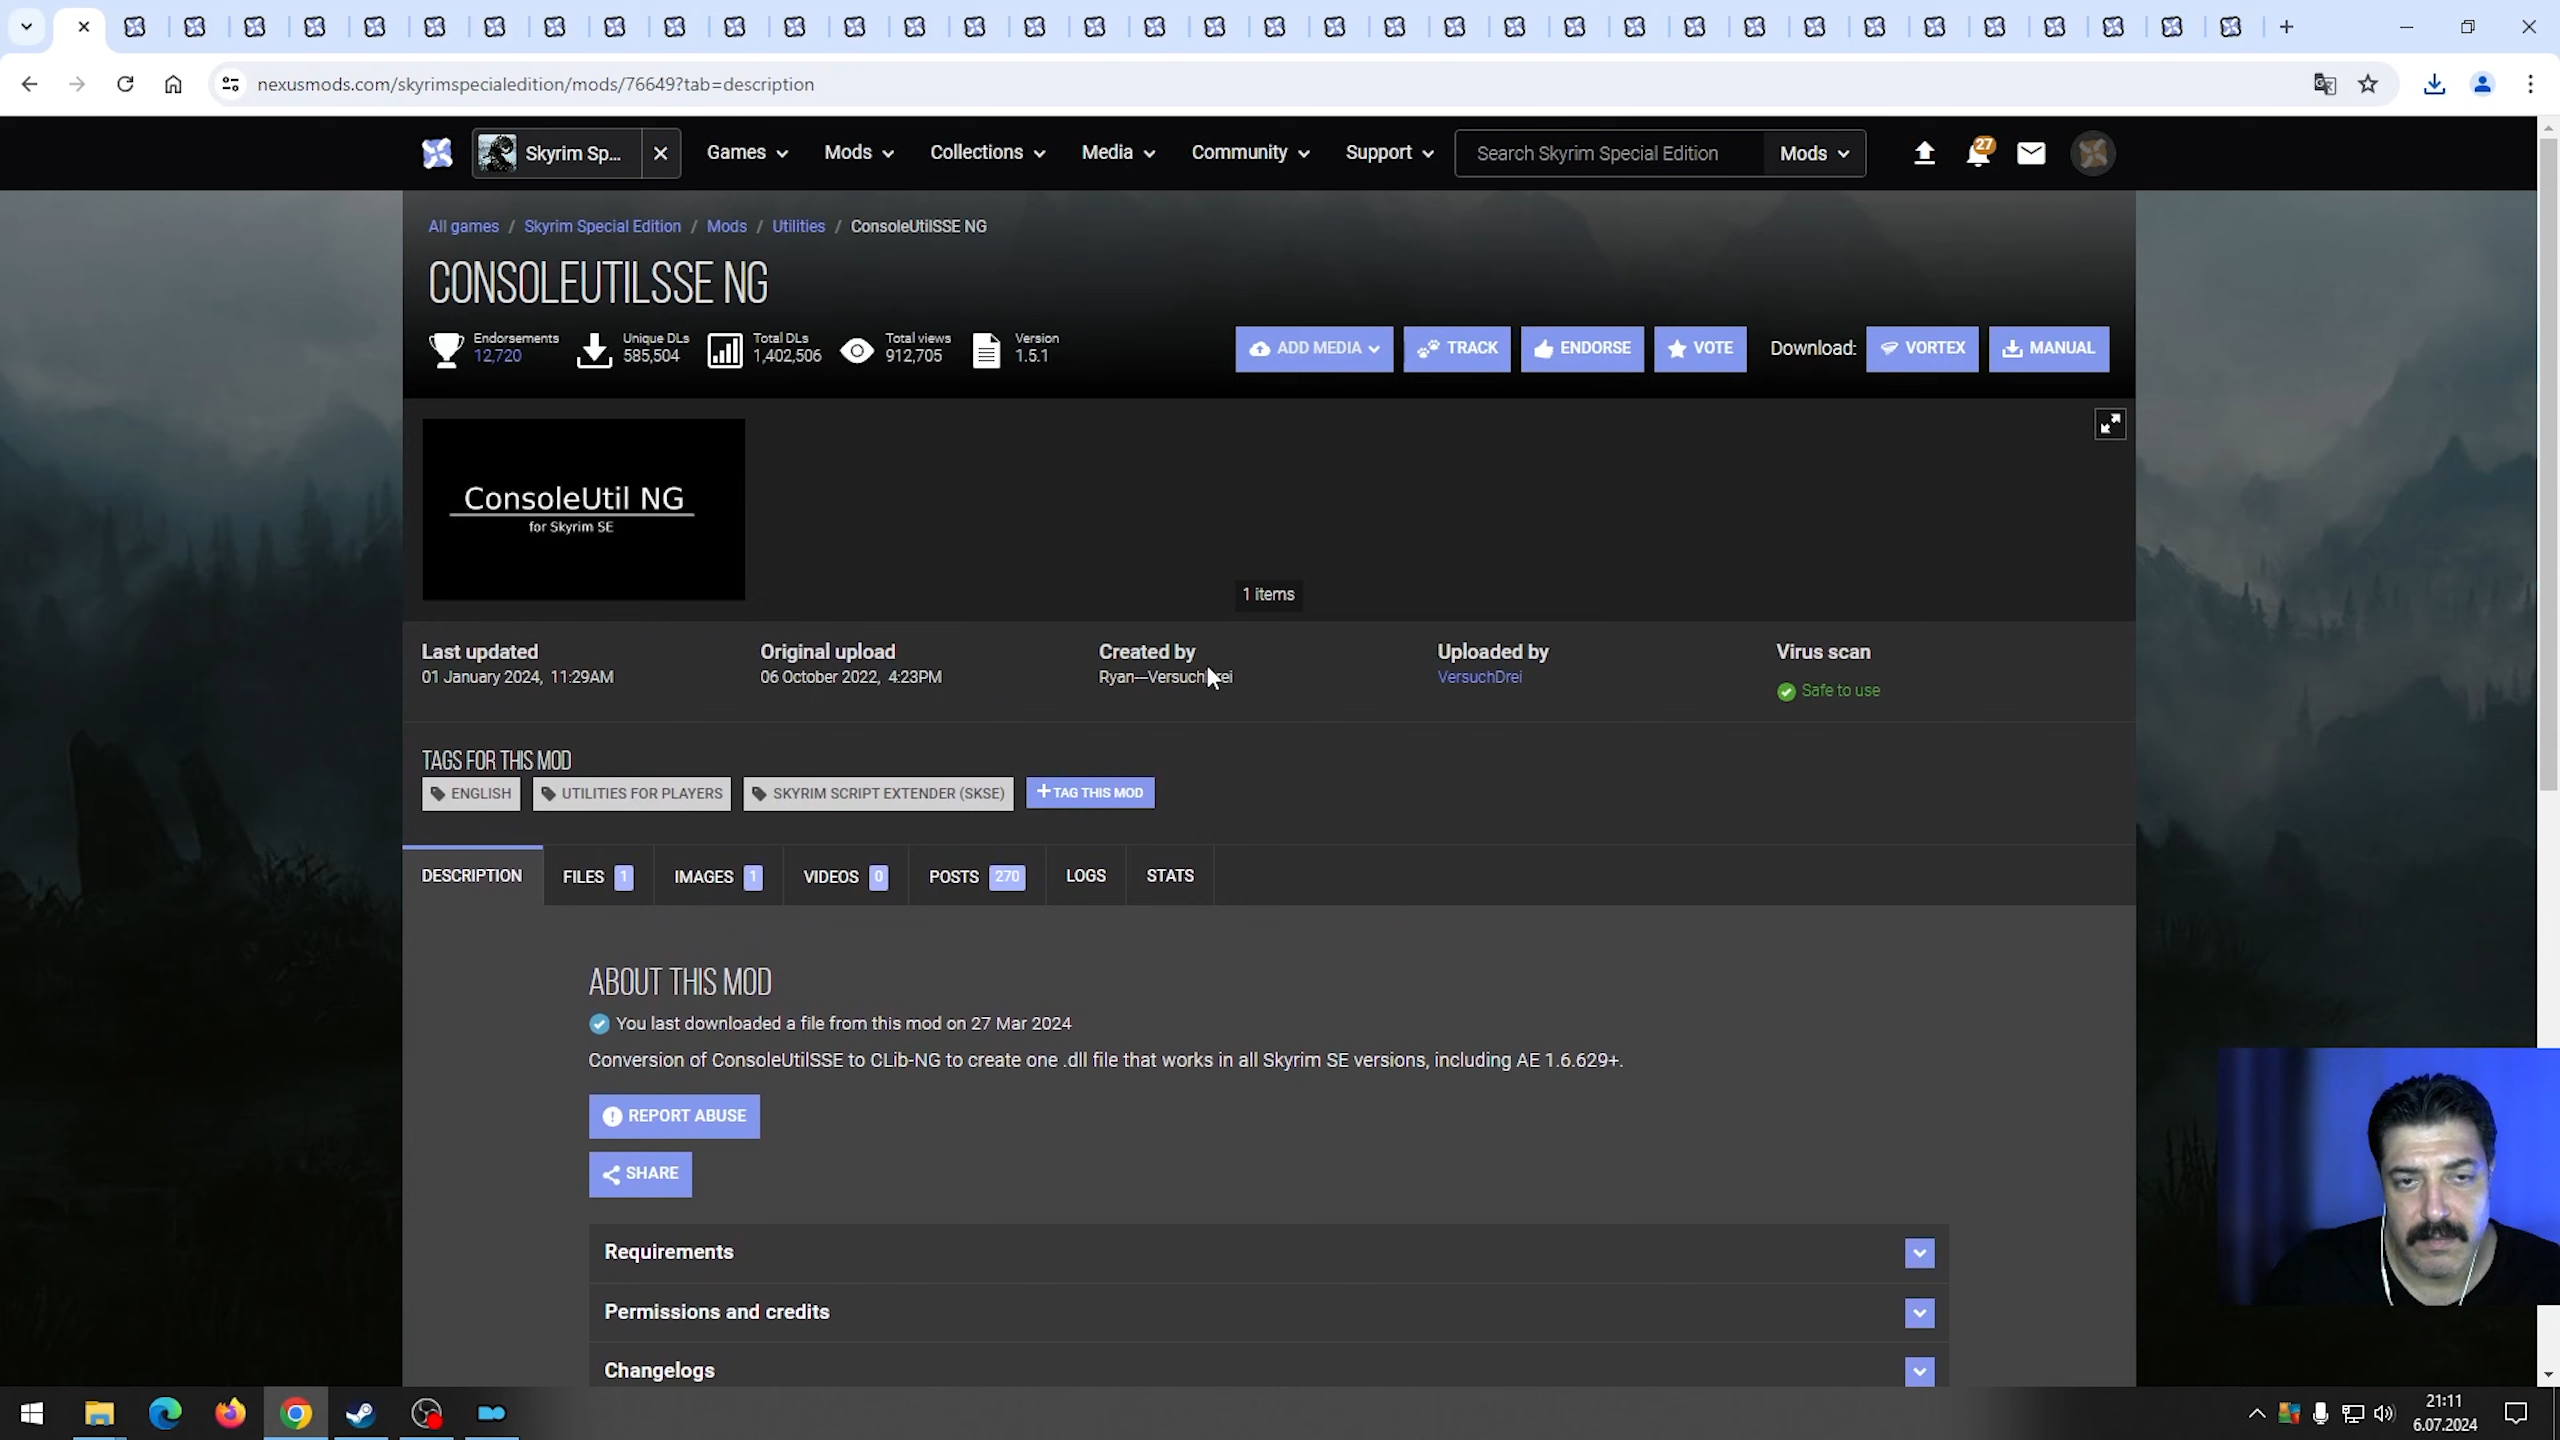 nexusmods.com/skyrimspecialedition/mods/76649?tab=description
Skyrim Sp...
Games
Mods
Collections
Media
Community
Support
Search Skyrim Special Edition
Mods
27
All games / Skyrim Special Edition / Mods / Utilities / ConsoleUtilSSE NG
CONSOLEUTILSSE NG
Endorsements
12,720
Unique DLs
585,504
Total DLs
1,402,506
Total views
912,705
Version
1.5.1
ADD MEDIA
TRACK
ENDORSE
VOTE
Download:
VORTEX
MANUAL
ConsoleUtil NG
for Skyrim SE
1 items
Last updated
01 January 2024, 11:29AM
Original upload
06 October 2022, 4:23PM
Created by
Ryan---VersuchDrei
Uploaded by
VersuchDrei
Virus scan
Safe to use
TAGS FOR THIS MOD
ENGLISH
UTILITIES FOR PLAYERS
SKYRIM SCRIPT EXTENDER (SKSE)
+ TAG THIS MOD
DESCRIPTION
FILES 1
IMAGES 1
VIDEOS 0
POSTS 270
LOGS
STATS
ABOUT THIS MOD
You last downloaded a file from this mod on 27 Mar 2024
Conversion of ConsoleUtilSSE to CLib-NG to create one .dll file that works in all Skyrim SE versions, including AE 1.6.629+.
REPORT ABUSE
SHARE
Requirements
Permissions and credits
Changelogs
21:11
6.07.2024